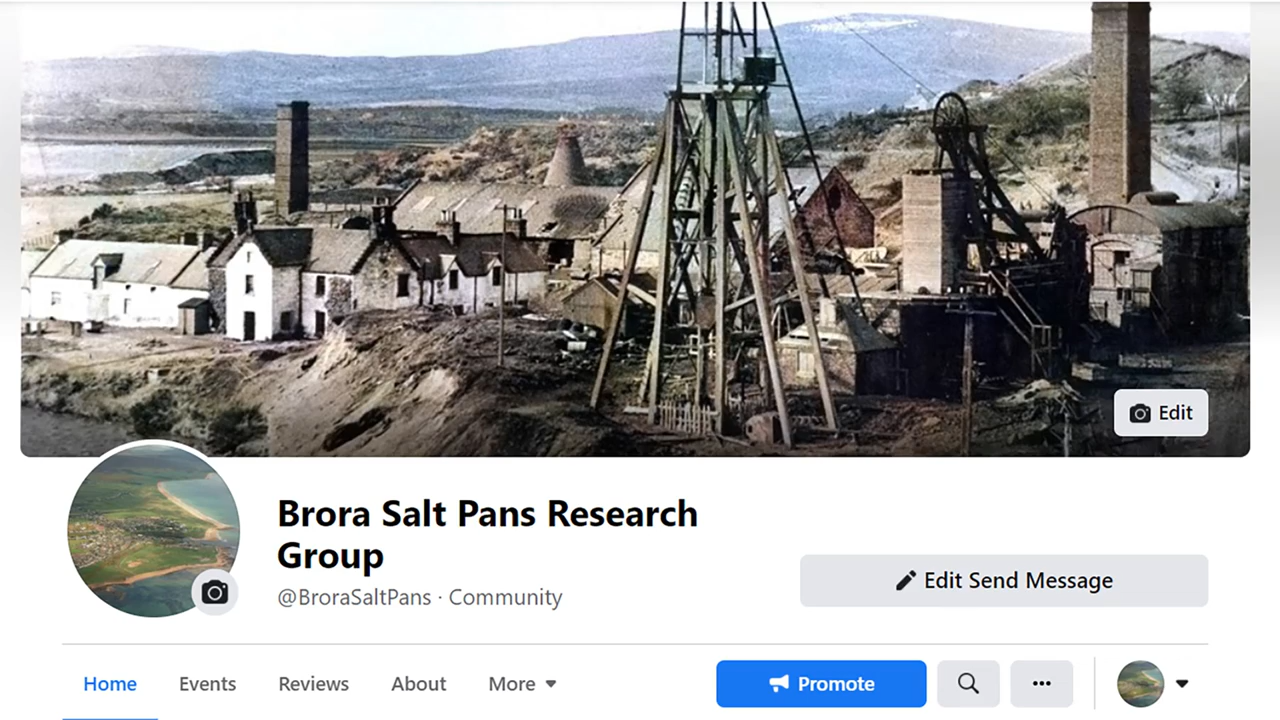 Edit
Brora Salt Pans Research
Group
@BroraSaltPans · Community
Edit Send Message
Home Events Reviews About More Promote